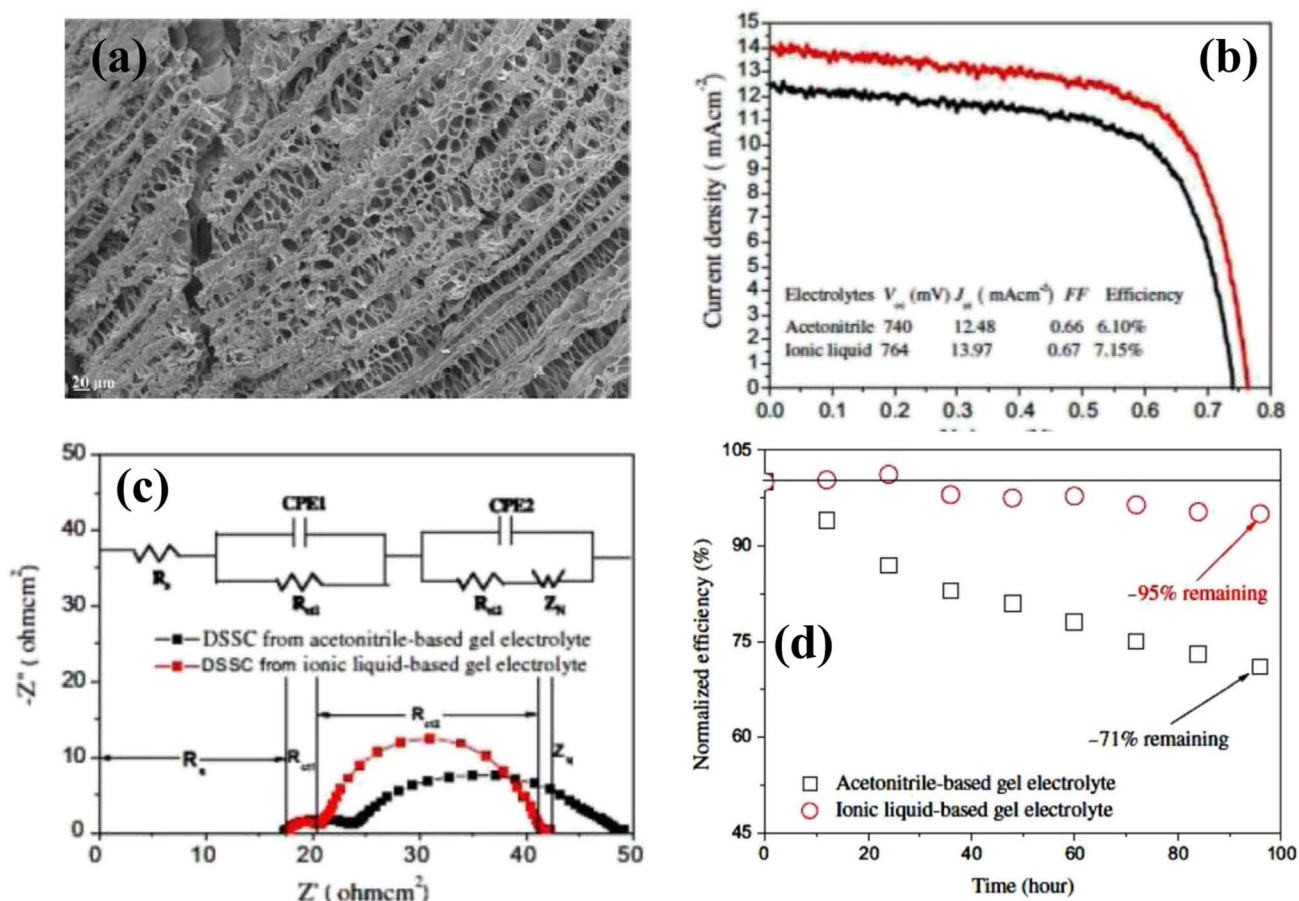 (a)
20 µm
(b)
15
14
13
12
11
10
9
8
7
6
5
4
3
2
1
0
Current density ( mAcm-2)
Electrolytes Voc (mV) Jsc ( mAcm-2) FF Efficiency
Acetonitrile 740 12.48 0.66 6.10%
Ionic liquid 764 13.97 0.67 7.15%
0.0 0.1 0.2 0.3 0.4 0.5 0.6 0.7 0.8
(c)
50
40
30
20
10
0
-Z" ( ohmcm2)
CPE1
CPE2
Rs
Rct1
Rct2
ZN
DSSC from acetonitrile-based gel electrolyte
DSSC from ionic liquid-based gel electrolyte
Rs
Rct1
Rct2
ZN
0 10 20 30 40 50
Z' ( ohmcm2)
(d)
105
90
75
60
45
Normalized efficiency (%)
~95% remaining
~71% remaining
Acetonitrile-based gel electrolyte
Ionic liquid-based gel electrolyte
0 20 40 60 80 100
Time (hour)